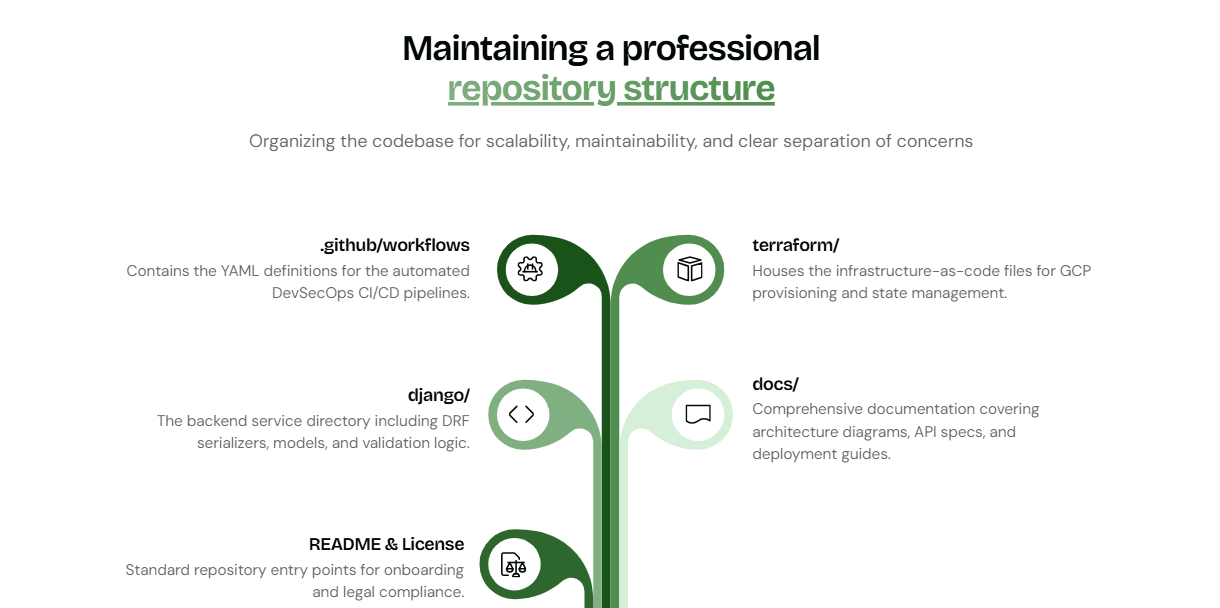 Maintaining a professional
repository structure
Organizing the codebase for scalability, maintainability, and clear separation of concerns
.github/workflows
Contains the YAML definitions for the automated
DevSecOps CI/CD pipelines.
terraform/
Houses the infrastructure-as-code files for GCP
provisioning and state management.
django/
The backend service directory including DRF
serializers, models, and validation logic.
docs/
Comprehensive documentation covering
architecture diagrams, API specs, and
deployment guides.
README & License
Standard repository entry points for onboarding
and legal compliance.